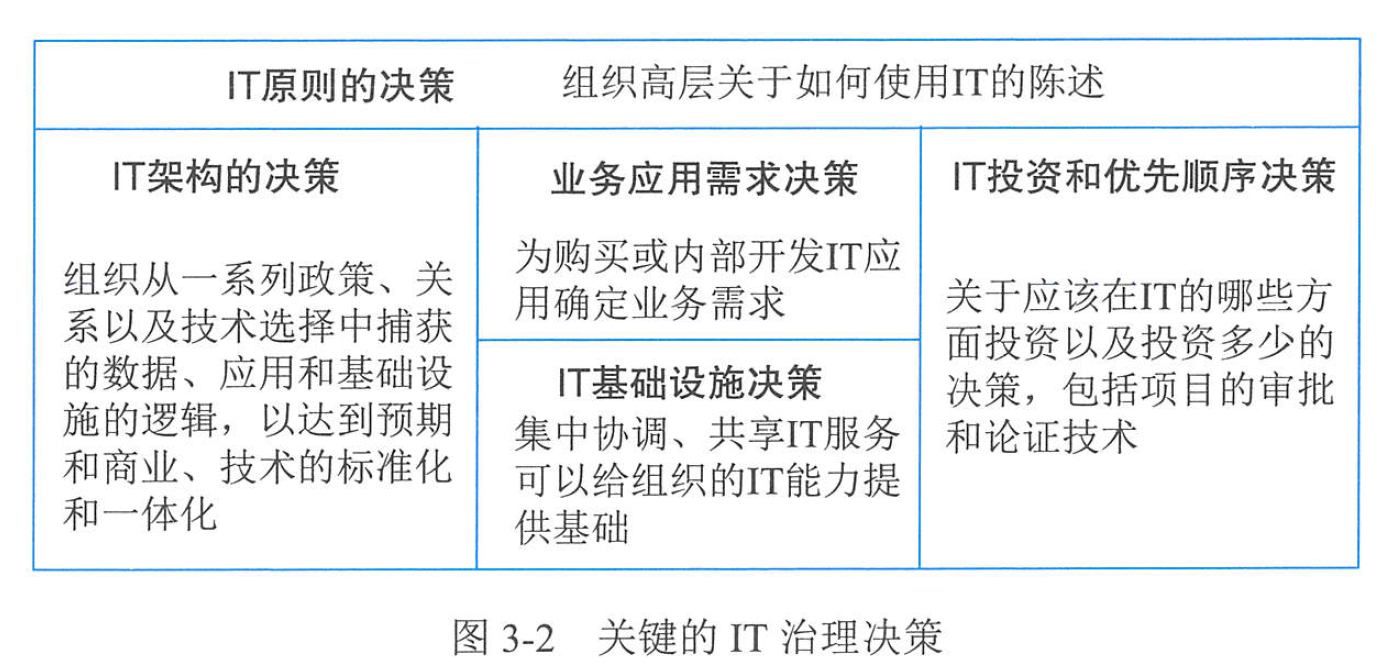 IT原则的决策 组织高层关于如何使用IT的陈述
IT架构的决策
组织从一系列政策、关
系以及技术选择中捕获
的数据、应用和基础设
施的逻辑，以达到预期
和商业、技术的标准化
和一体化
业务应用需求决策
为购买或内部开发IT应
用确定业务需求
IT基础设施决策
集中协调、共享IT服务
可以给组织的IT能力提
供基础
IT投资和优先顺序决策
关于应该在IT的哪些方
面投资以及投资多少的
决策，包括项目的审批
和论证技术
图 3-2 关键的 IT 治理决策